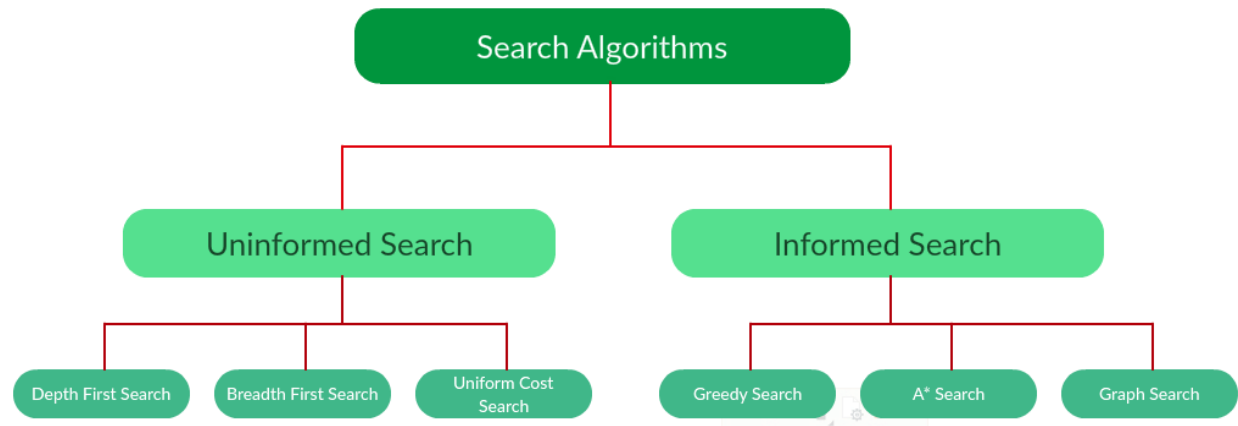 Search Algorithms
Uninformed Search
Informed Search
Depth First Search
Breadth First Search
Uniform Cost
Search
Greedy Search
A* Search
Graph Search